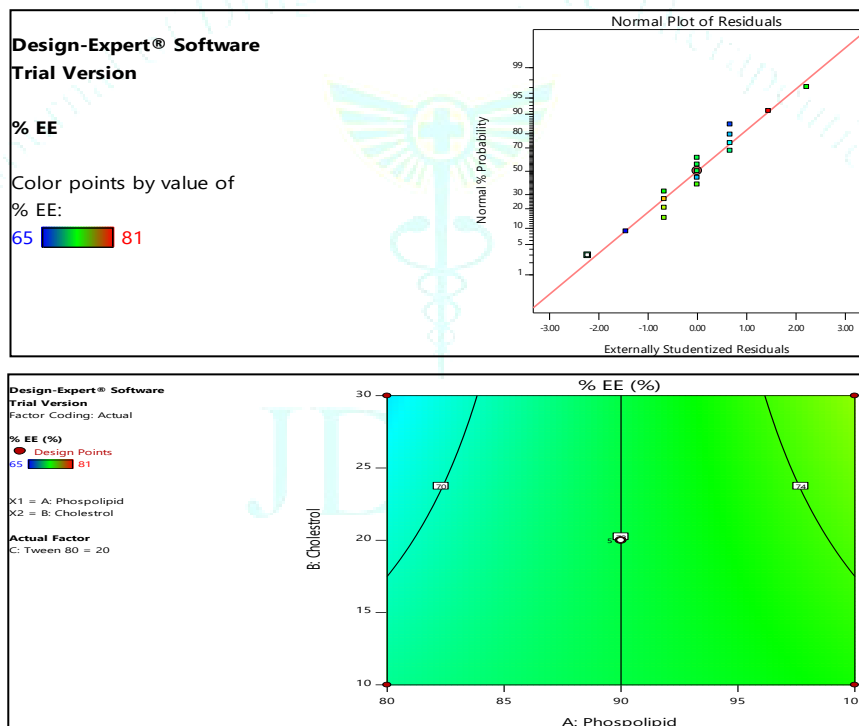 Design-Expert® Software
Trial Version
% EE
Color points by value of
% EE:
65 81
Normal Plot of Residuals
Normal % Probability
99
95
90
80
70
50
30
20
10
5
1
-3.00 -2.00 -1.00 0.00 1.00 2.00 3.00
Externally Studentized Residuals
Design-Expert® Software
Trial Version
Factor Coding: Actual
% EE (%)
Design Points
65 81
X1 = A: Phospolipid
X2 = B: Cholestrol
Actual Factor
C: Tween 80 = 20
% EE (%)
B: Cholestrol
30
25
20
15
10
70
74
5
80 85 90 95
A: Phospolipid
JD